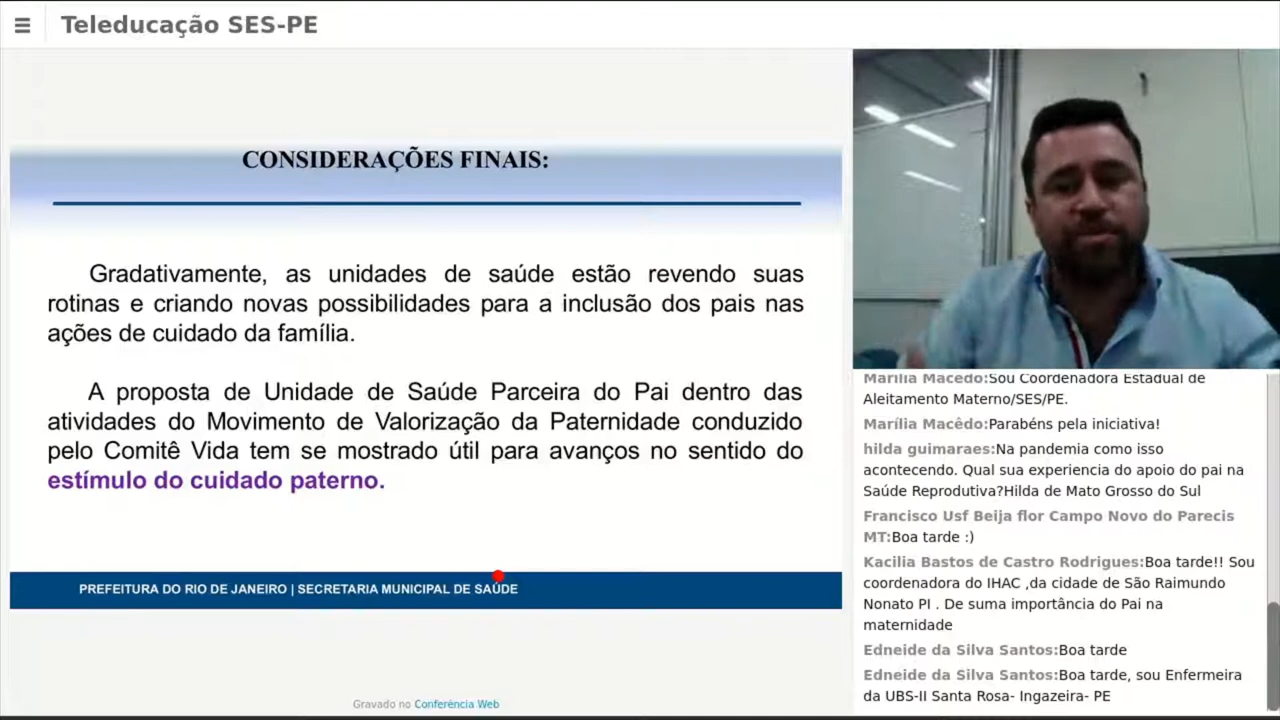 Teleducação SES-PE
CONSIDERAÇÕES FINAIS:
Gradativamente, as unidades de saúde estão revendo suas
rotinas e criando novas possibilidades para a inclusão dos pais nas
ações de cuidado da família.
A proposta de Unidade de Saúde Parceira do Pai dentro das
atividades do Movimento de Valorização da Paternidade conduzido
pelo Comitê Vida tem se mostrado útil para avanços no sentido do
estímulo do cuidado paterno.
PREFEITURA DO RIO DE JANEIRO | SECRETARIA MUNICIPAL DE SAÚDE
Gravado no Conferência Web
Marília Macêdo:Sou Coordenadora Estadual de
Aleitamento Materno/SES/PE.
Marília Macêdo:Parabéns pela iniciativa!
hilda guimaraes:Na pandemia como isso
acontecendo. Qual sua experiencia do apoio do pai na
Saúde Reprodutiva?Hilda de Mato Grosso do Sul
Francisco Usf Beija flor Campo Novo do Parecis
MT:Boa tarde :)
Kacilia Bastos de Castro Rodrigues:Boa tarde!! Sou
coordenadora do IHAC ,da cidade de São Raimundo
Nonato PI . De suma importância do Pai na
maternidade
Edneide da Silva Santos:Boa tarde
Edneide da Silva Santos:Boa tarde, sou Enfermeira
da UBS-II Santa Rosa- Ingazeira- PE